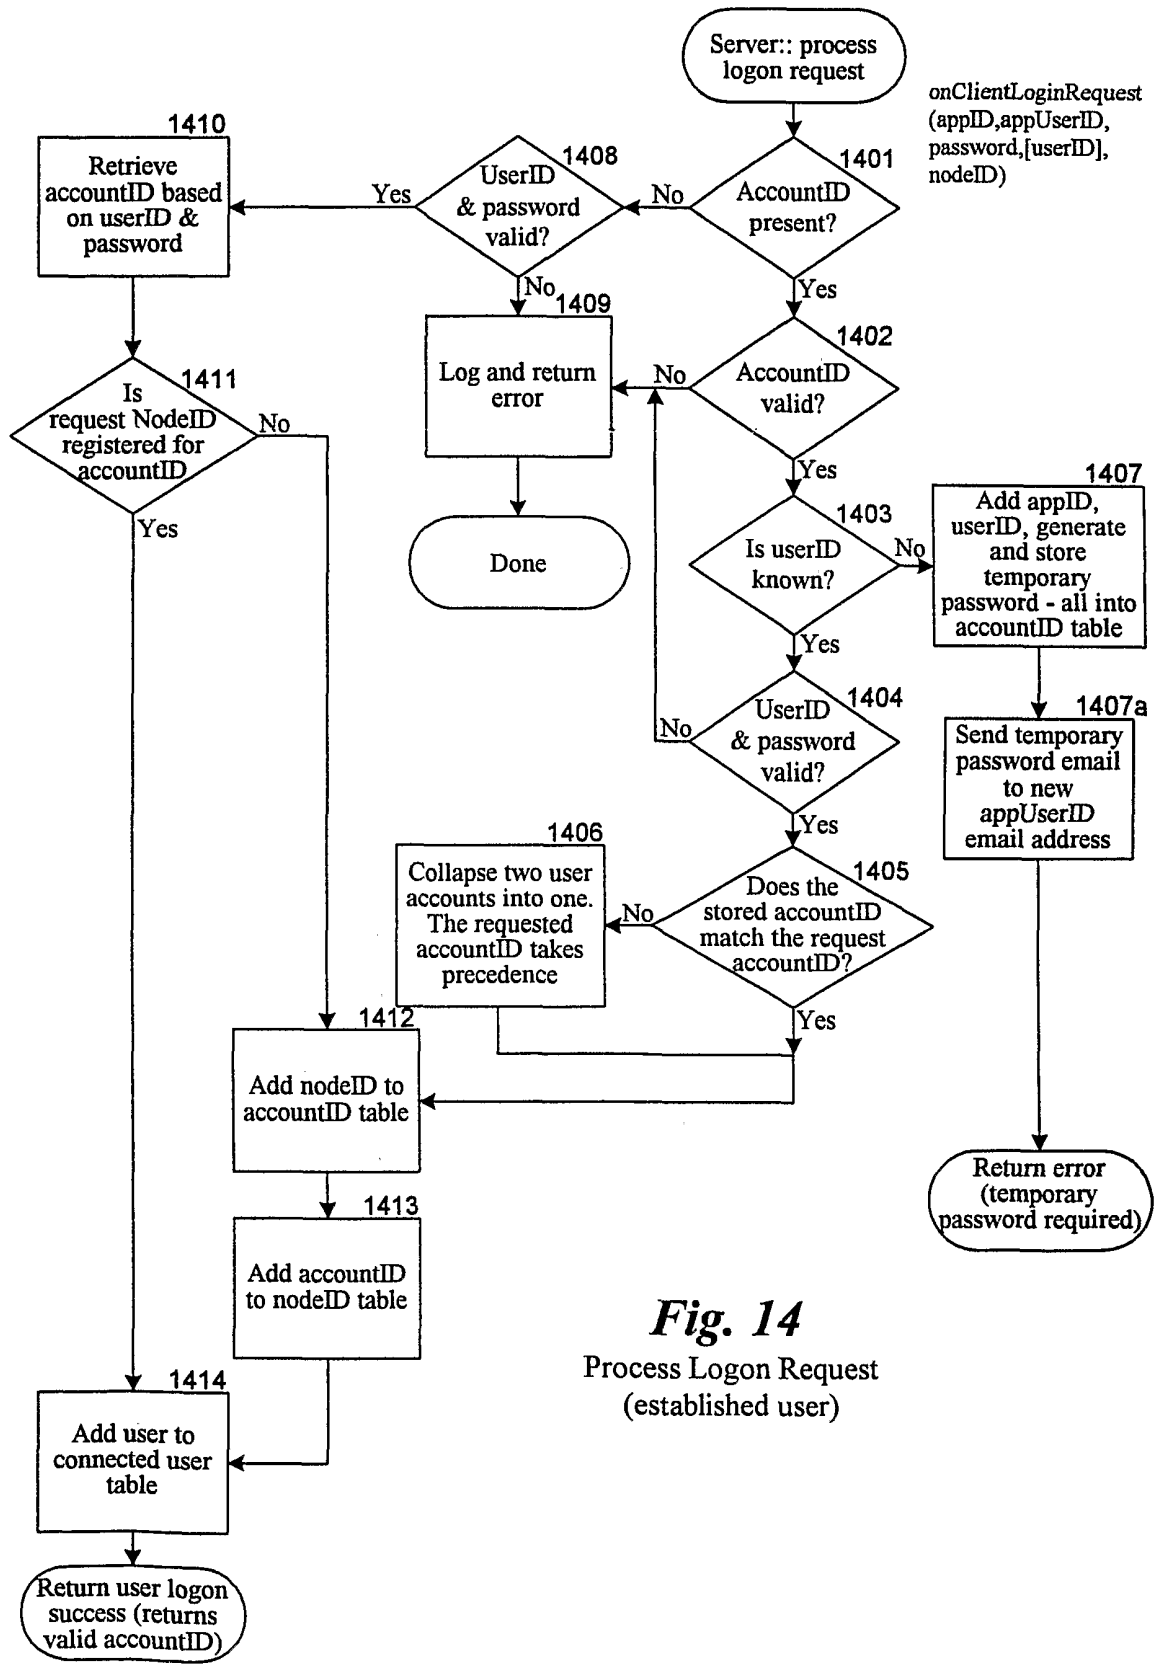 Server:: process
logon request
onClientLoginRequest
(appID,appUserID,
password,[userID],
nodeID)
1401
AccountID
present?
No
Yes
1408
UserID
& password
valid?
Yes
No
1410
Retrieve
accountID based
on userID &
password
1409
Log and return
error
Done
1402
AccountID
valid?
No
Yes
1411
Is
request NodeID
registered for
accountID
No
Yes
1403
Is userID
known?
No
Yes
1407
Add appID,
userID, generate
and store
temporary
password - all into
accountID table
1404
UserID
& password
valid?
No
Yes
1407a
Send temporary
password email
to new
appUserID
email address
1405
Does the
stored accountID
match the request
accountID?
No
Yes
1406
Collapse two user
accounts into one.
The requested
accountID takes
precedence
1412
Add nodeID to
accountID table
Return error
(temporary
password required)
1413
Add accountID
to nodeID table
1414
Add user to
connected user
table
Return user logon
success (returns
valid accountID)
Fig. 14
Process Logon Request
(established user)